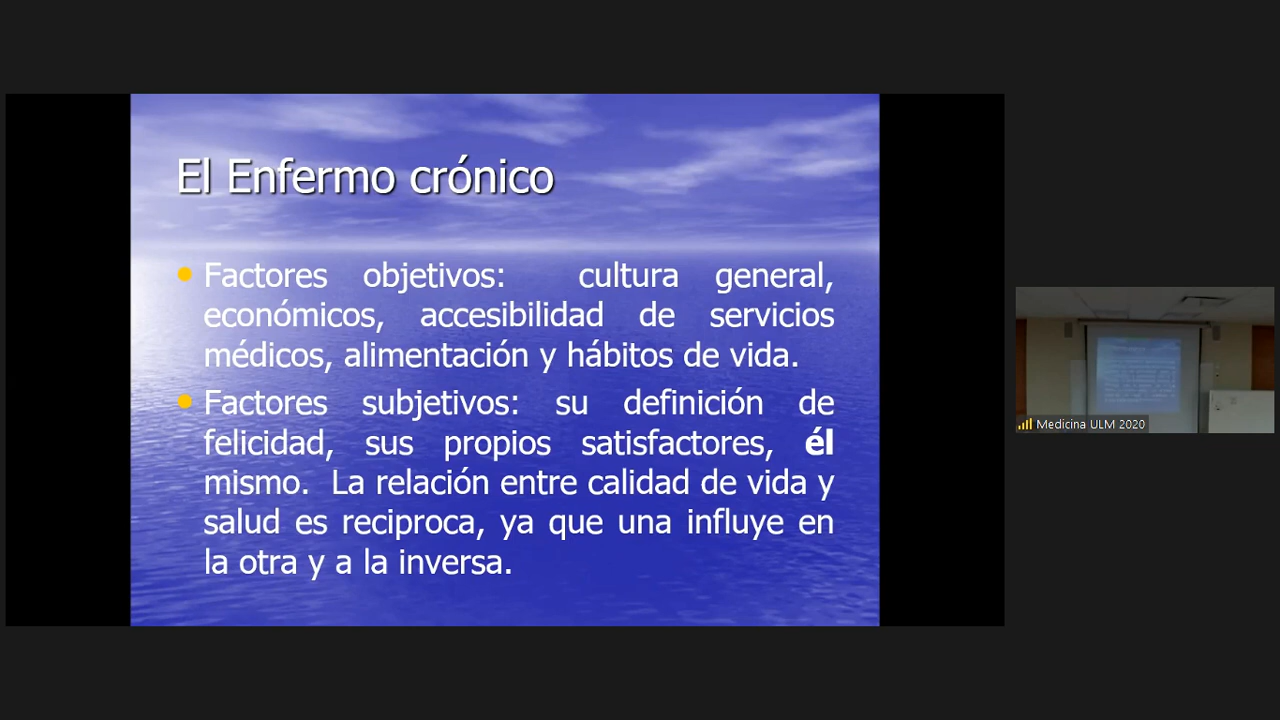 El Enfermo crónico
Factores objetivos: cultura general,
económicos, accesibilidad de servicios
médicos, alimentación y hábitos de vida.
Factores subjetivos: su definición de
felicidad, sus propios satisfactores, él
mismo. La relación entre calidad de vida y
salud es reciproca, ya que una influye en
la otra y a la inversa.
Medicina ULM 2020